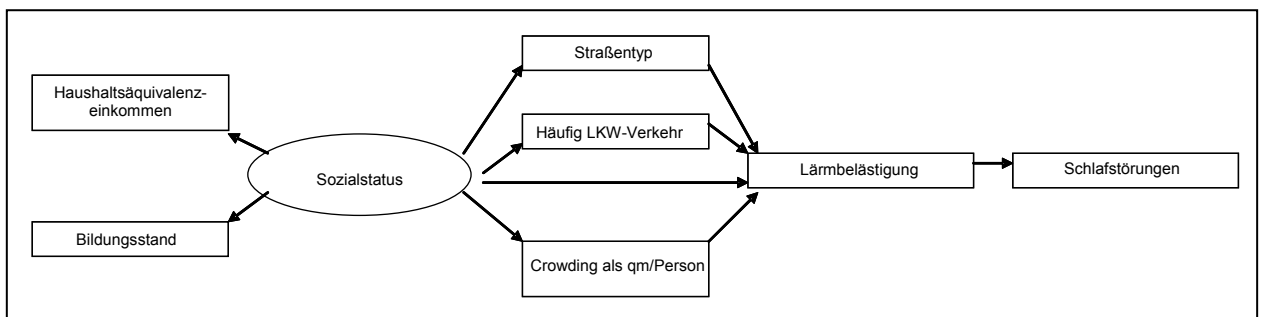 Straßentyp
Haushaltsäquivalenz-
einkommen
Häufig LKW-Verkehr
Sozialstatus
Lärmbelästigung
Schlafstörungen
Bildungsstand
Crowding als qm/Person